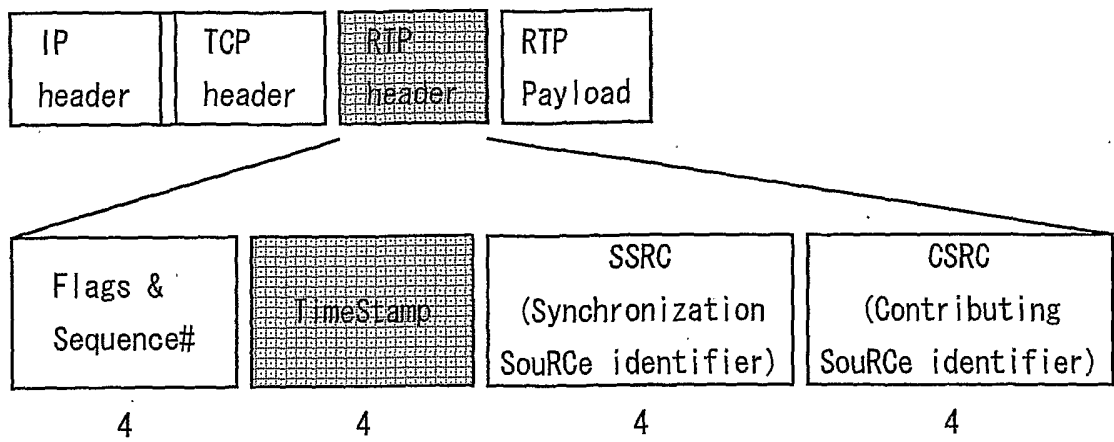 IP TCP RTP RTP
header header header Payload
Flags &
Sequence#
TimeStamp
SSRC
(Synchronization
SouRCe identifier)
CSRC
(Contributing
SouRCe identifier)
4 4 4 4